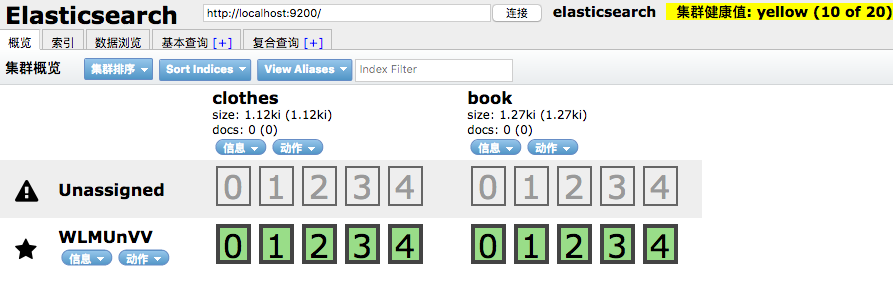 Elasticsearch http://localhost:9200/ 连接 elasticsearch 集群健康值: yellow (10 of 20)
概览 索引 数据浏览 基本查询 [+] 复合查询 [+]
集群概览 集群排序 Sort Indices View Aliases Index Filter
clothes book
size: 1.12ki (1.12ki) size: 1.27ki (1.27ki)
docs: 0 (0) docs: 0 (0)
信息 动作 信息 动作
Unassigned 0 1 2 3 4 0 1 2 3 4
WLMUnVV 0 1 2 3 4 0 1 2 3 4
信息 动作